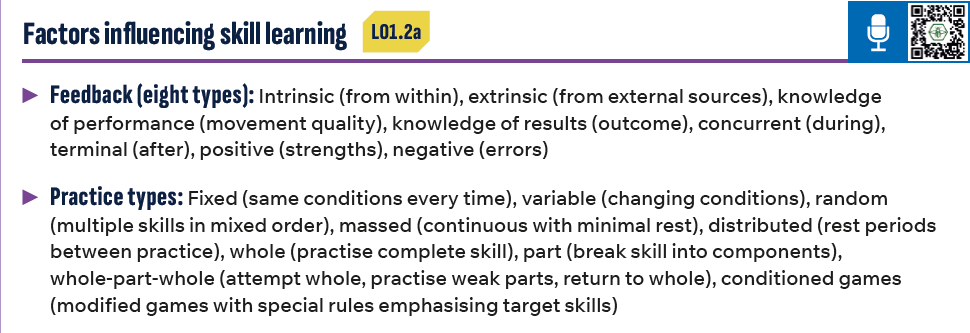 Factors influencing skill learning LO1.2a
► Feedback (eight types): Intrinsic (from within), extrinsic (from external sources), knowledge
of performance (movement quality), knowledge of results (outcome), concurrent (during),
terminal (after), positive (strengths), negative (errors)
► Practice types: Fixed (same conditions every time), variable (changing conditions), random
(multiple skills in mixed order), massed (continuous with minimal rest), distributed (rest periods
between practice), whole (practise complete skill), part (break skill into components),
whole-part-whole (attempt whole, practise weak parts, return to whole), conditioned games
(modified games with special rules emphasising target skills)